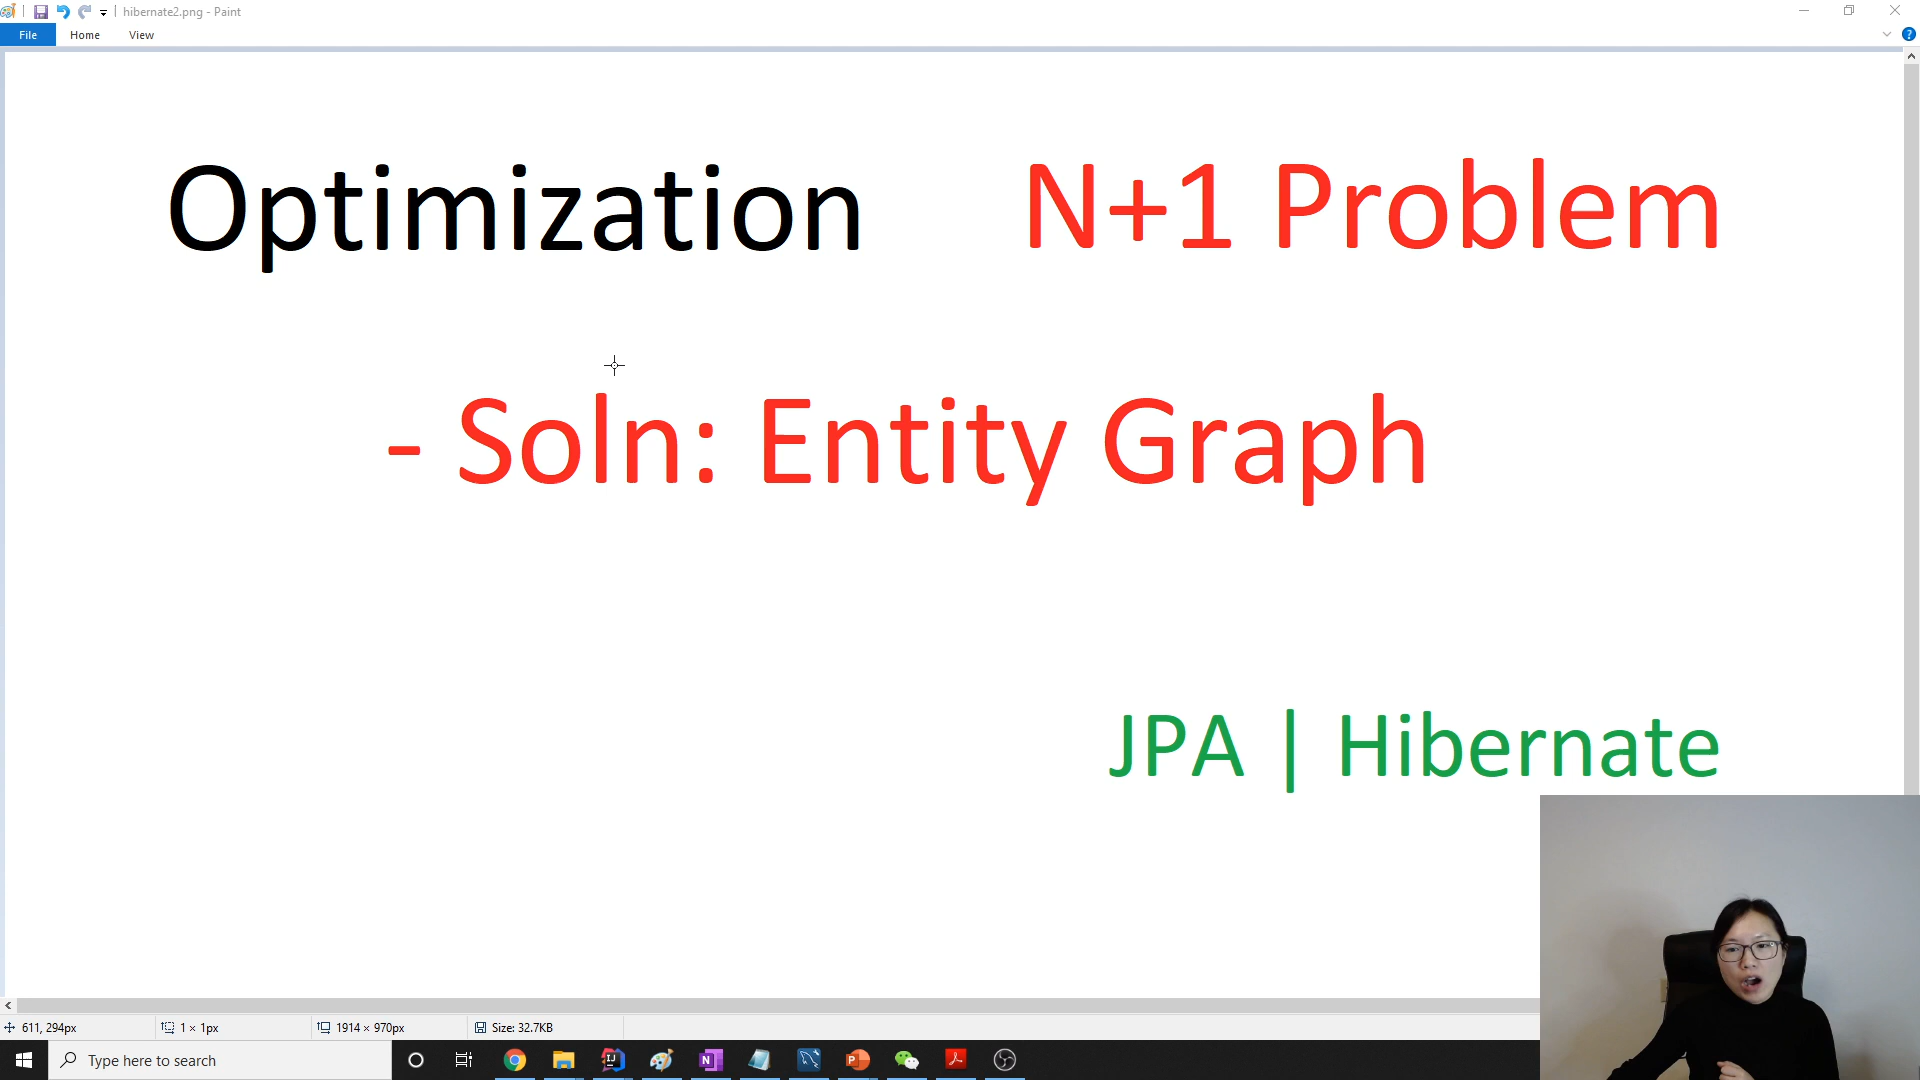 hibernate2.png - Paint
File Home View
Optimization N+1 Problem
- Soln: Entity Graph
JPA | Hibernate
611, 294px 1 × 1px 1914 × 970px Size: 32.7KB
Type here to search